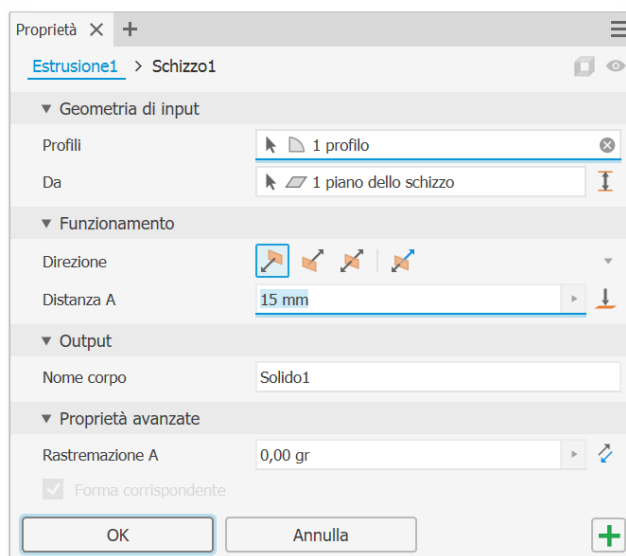 Proprietà
Estrusione1 > Schizzo1
Geometria di input
Profili 1 profilo
Da 1 piano dello schizzo
Funzionamento
Direzione
Distanza A 15 mm
Output
Nome corpo Solido1
Proprietà avanzate
Rastremazione A 0,00 gr
Forma corrispondente
OK Annulla